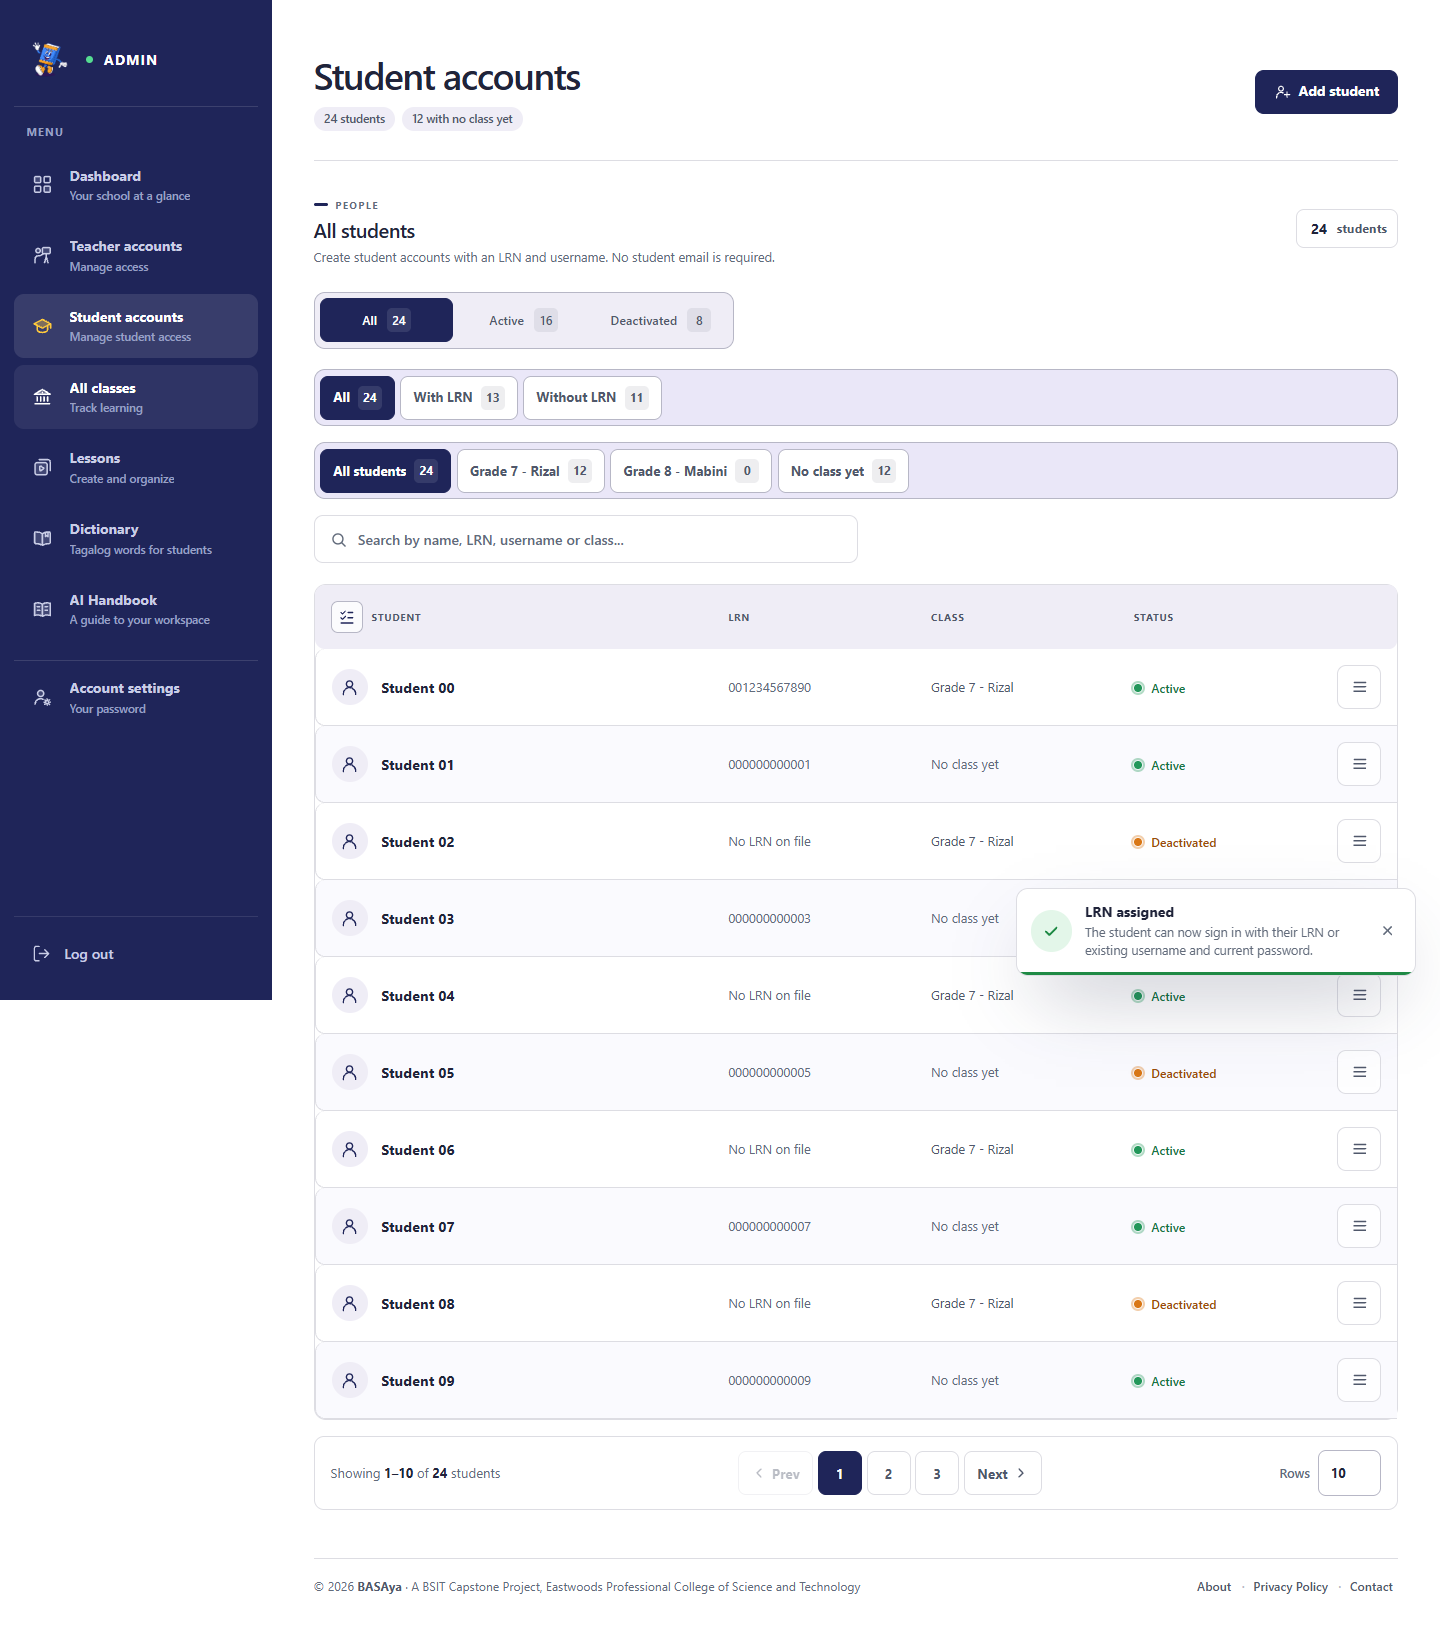 ADMIN
MENU
Dashboard
Your school at a glance
Teacher accounts
Manage access
Student accounts
Manage student access
All classes
Track learning
Lessons
Create and organize
Dictionary
Tagalog words for students
AI Handbook
A guide to your workspace
Account settings
Your password
Log out
Student accounts
24 students 12 with no class yet
Add student
PEOPLE
All students
Create student accounts with an LRN and username. No student email is required.
24 students
All 24 Active 16 Deactivated 8
All 24 With LRN 13 Without LRN 11
All students 24 Grade 7 - Rizal 12 Grade 8 - Mabini 0 No class yet 12
Search by name, LRN, username or class...
STUDENT LRN CLASS STATUS
Student 00 001234567890 Grade 7 - Rizal Active
Student 01 000000000001 No class yet Active
Student 02 No LRN on file Grade 7 - Rizal Deactivated
Student 03 000000000003 No class yet
LRN assigned
The student can now sign in with their LRN or
existing username and current password.
Student 04 No LRN on file Grade 7 - Rizal Active
Student 05 000000000005 No class yet Deactivated
Student 06 No LRN on file Grade 7 - Rizal Active
Student 07 000000000007 No class yet Active
Student 08 No LRN on file Grade 7 - Rizal Deactivated
Student 09 000000000009 No class yet Active
Showing 1–10 of 24 students
Prev 1 2 3 Next
Rows 10
© 2026 BASAya · A BSIT Capstone Project, Eastwoods Professional College of Science and Technology
About · Privacy Policy · Contact